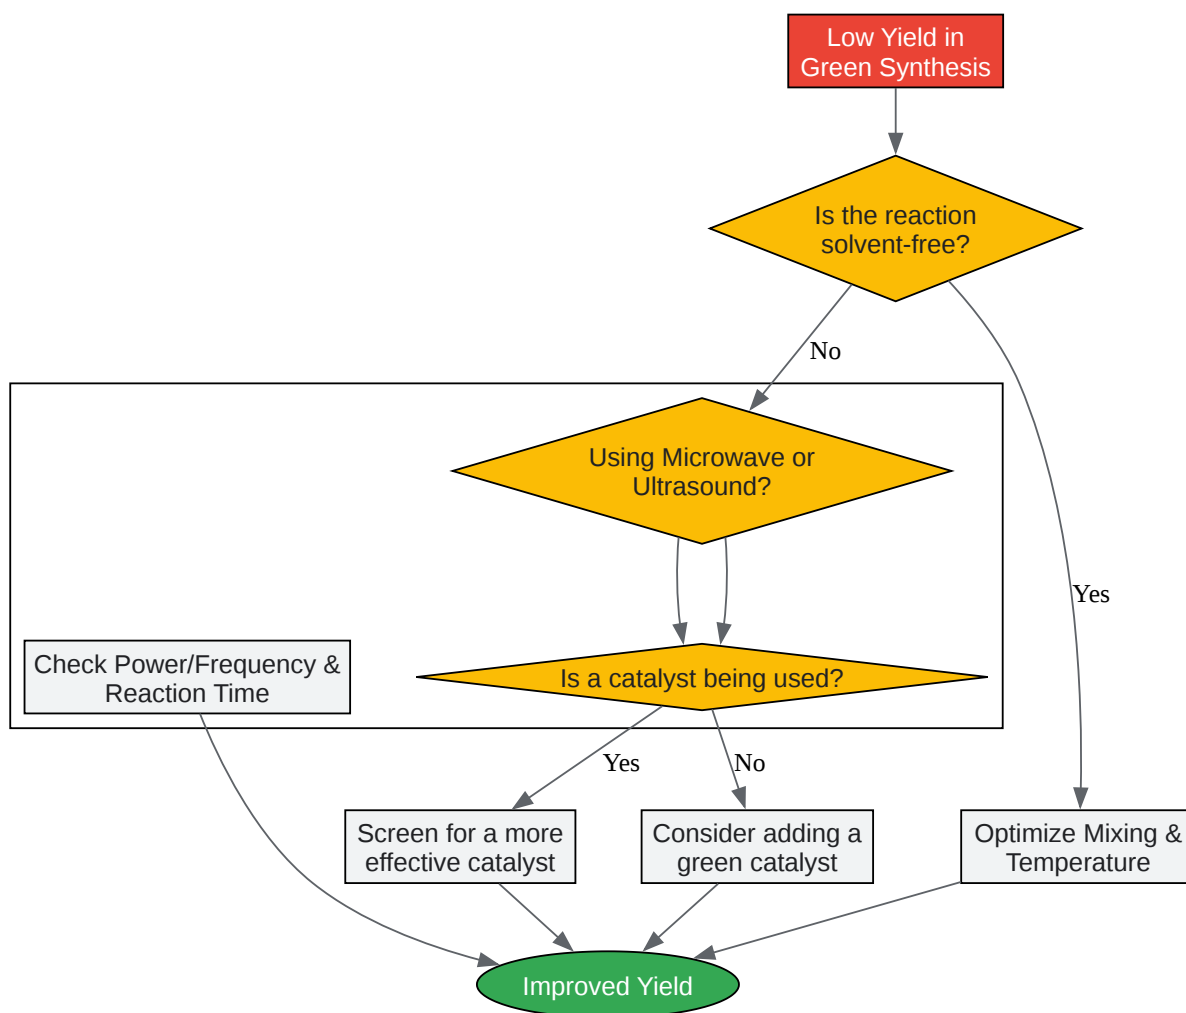 Low Yield in
Green Synthesis
Is the reaction
solvent-free?
No
Using Microwave or
Ultrasound?
Yes
Check Power/Frequency &
Reaction Time
Is a catalyst being used?
Yes
No
Screen for a more
effective catalyst
Consider adding a
green catalyst
Optimize Mixing &
Temperature
Improved Yield